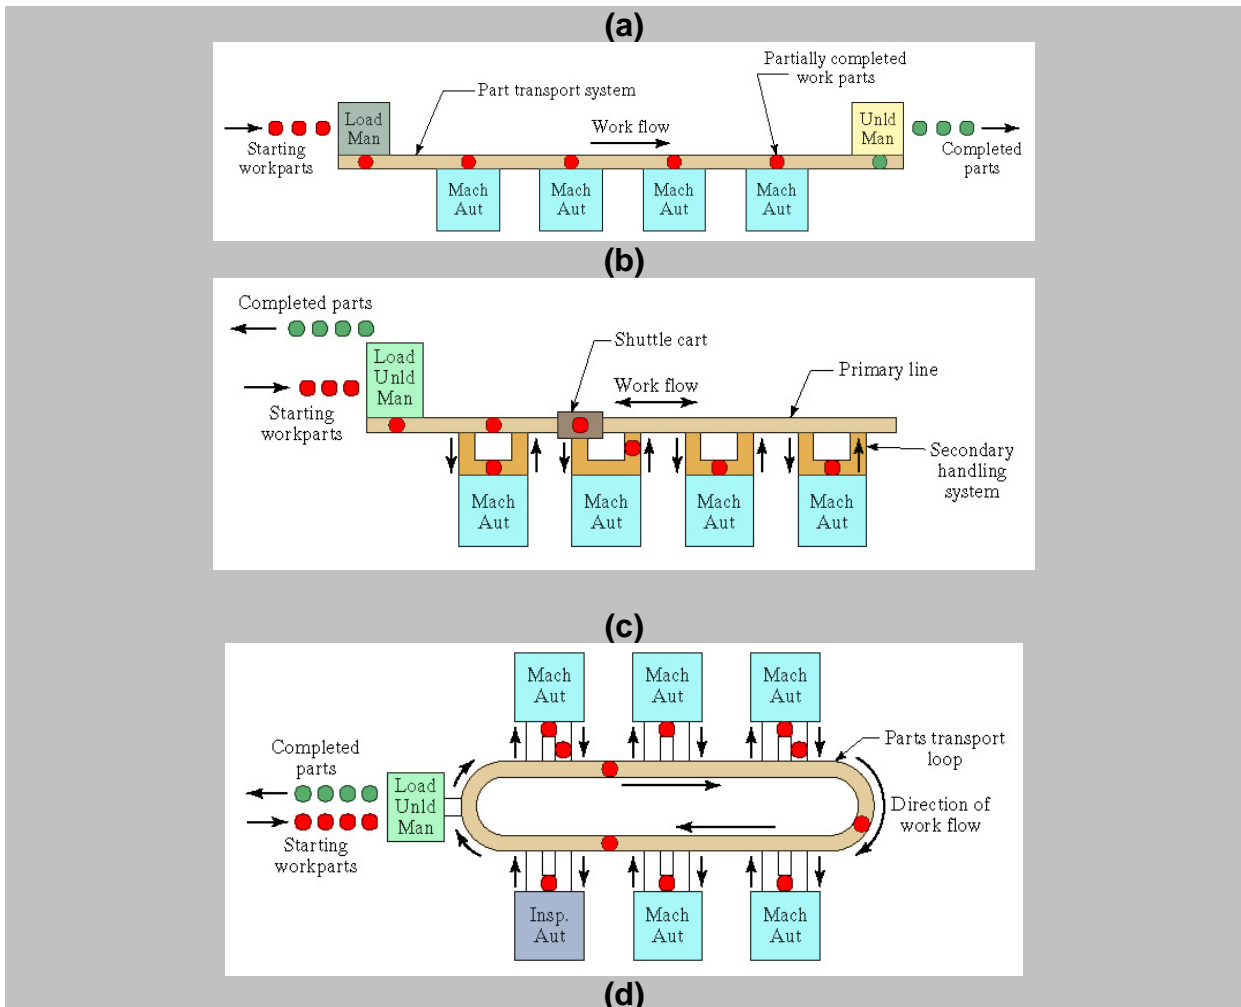 (a)
Partially completed
work parts
Part transport system
Load
Man
Work flow
Unld
Man
Starting
workparts
Completed
parts
Mach
Aut
Mach
Aut
Mach
Aut
Mach
Aut
(b)
Completed parts
Shuttle cart
Load
Unld
Man
Work flow
Primary line
Starting
workparts
Secondary
handling
system
Mach
Aut
Mach
Aut
Mach
Aut
Mach
Aut
(c)
Mach
Aut
Mach
Aut
Mach
Aut
Completed
parts
Parts transport
loop
Load
Unld
Man
Direction of
work flow
Starting
workparts
Insp.
Aut
Mach
Aut
Mach
Aut
(d)